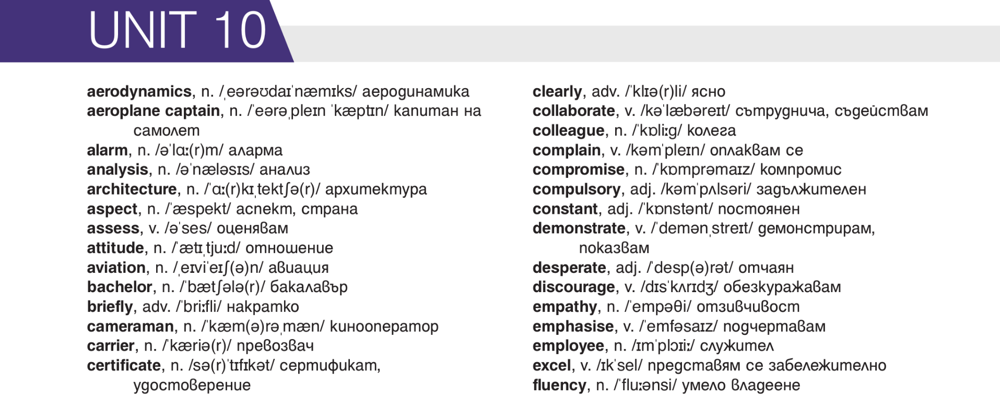 UNIT 10
aerodynamics, n. /ˌeərəʊdaɪˈnæmɪks/ аеродинамика
aeroplane captain, n. /ˈeərəˌpleɪn ˈkæptɪn/ капитан на
самолет
alarm, n. /əˈlɑː(r)m/ аларма
analysis, n. /əˈnæləsɪs/ анализ
architecture, n. /ˈɑː(r)kɪˌtektʃə(r)/ архитектура
aspect, n. /ˈæspekt/ аспект, страна
assess, v. /əˈses/ оценявам
attitude, n. /ˈætɪˌtjuːd/ отношение
aviation, n. /ˌeɪviˈeɪʃ(ə)n/ авиация
bachelor, n. /ˈbætʃələ(r)/ бакалавър
briefly, adv. /ˈbriːfli/ накратко
cameraman, n. /ˈkæm(ə)rəˌmæn/ кинооператор
carrier, n. /ˈkæriə(r)/ превозвач
certificate, n. /sə(r)ˈtɪfɪkət/ сертификат,
удостоверение
clearly, adv. /ˈklɪə(r)li/ ясно
collaborate, v. /kəˈlæbəreɪt/ сътруднича, съдействам
colleague, n. /ˈkɒliːɡ/ колега
complain, v. /kəmˈpleɪn/ оплаквам се
compromise, n. /ˈkɒmprəmaɪz/ компромис
compulsory, adj. /kəmˈpʌlsəri/ задължителен
constant, adj. /ˈkɒnstənt/ постоянен
demonstrate, v. /ˈdemənˌstreɪt/ демонстрирам,
показвам
desperate, adj. /ˈdesp(ə)rət/ отчаян
discourage, v. /dɪsˈkʌrɪdʒ/ обезкуражавам
empathy, n. /ˈempəθi/ отзивчивост
emphasise, v. /ˈemfəsaɪz/ подчертавам
employee, n. /ɪmˈplɔɪiː/ служител
excel, v. /ɪkˈsel/ представям се забележително
fluency, n. /ˈfluːənsi/ умело владеене